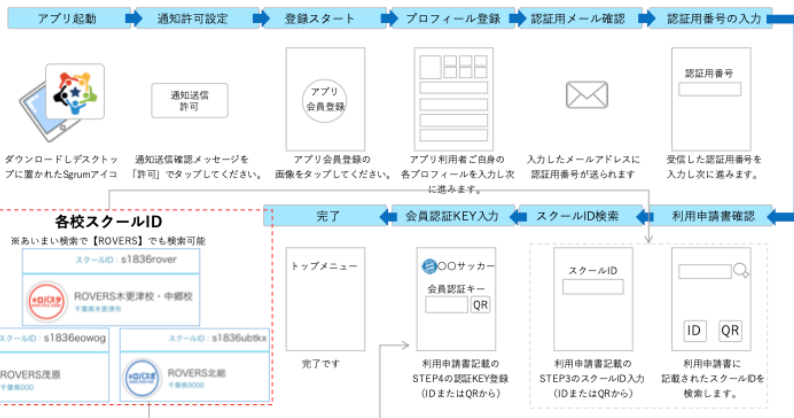 アプリ起動
通知許可設定
登録スタート
プロフィール登録
認証用メール確認
認証用番号の入力
通知送信
許可
アプリ
会員登録
認証用番号
ダウンロードしデスクトッ
プに置かれたSgrumアイコ
通知送信確認メッセージを
「許可」でタップしてください。
アプリ会員登録の
画像をタップしてください。
アプリ利用者ご自身の
各プロフィールを入力し次
に進みます。
入力したメールアドレスに
認証用番号が送られます
受信した認証用番号を
入力し次に進みます。
利用申請書確認
スクールID検索
会員認証KEY入力
完了
ID
QR
利用申請書に
記載されたスクールIDを
検索します。
スクールID
利用申請書記載の
STEP3のスクールID入力
(IDまたはQRから)
〇〇サッカー
会員認証キー
QR
利用申請書記載の
STEP4の認証KEY登録
(IDまたはQRから)
トップメニュー
完了です
各校スクールID
※あいまい検索で【ROVERS】でも検索可能
スクールID：s1836rover
ROVERS木更津校・中郷校
千葉県木更津市
スクールID：s1836eowog
ROVERS茂原
千葉県000
スクールID：s1836ubtkx
ROVERS北総
千葉県0000